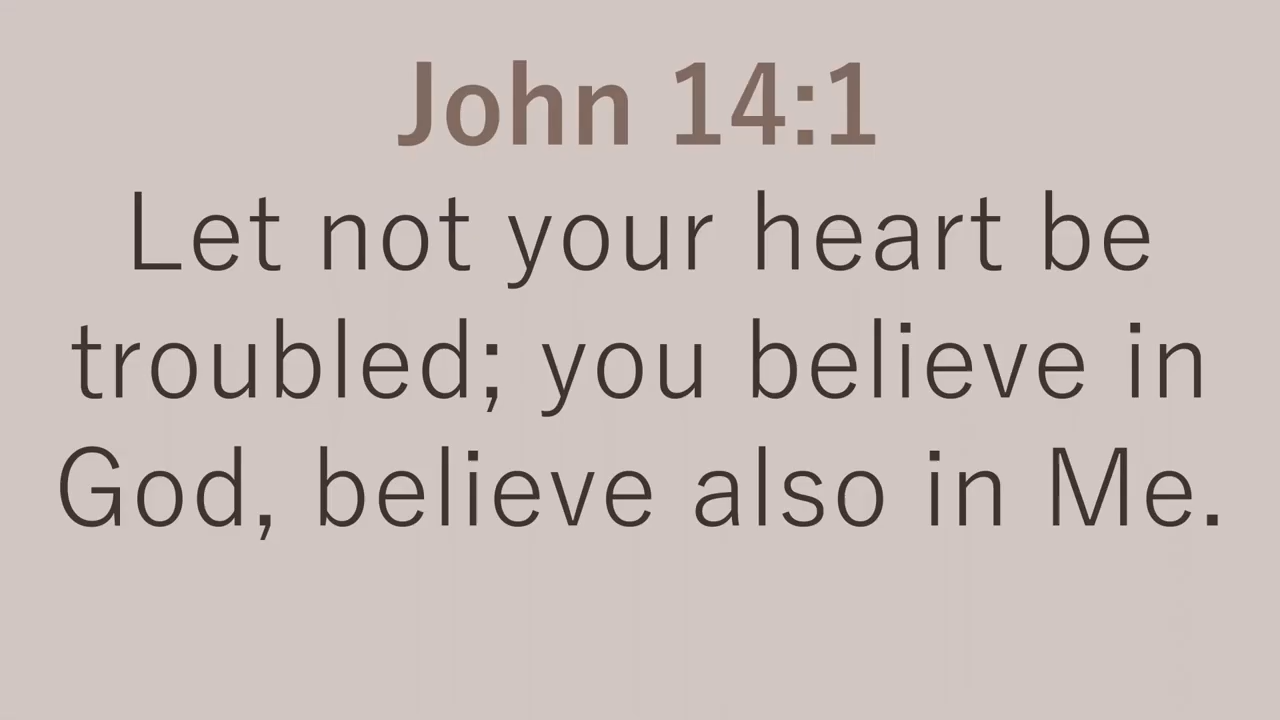 John 14:1
Let not your heart be
troubled; you believe in
God, believe also in Me.